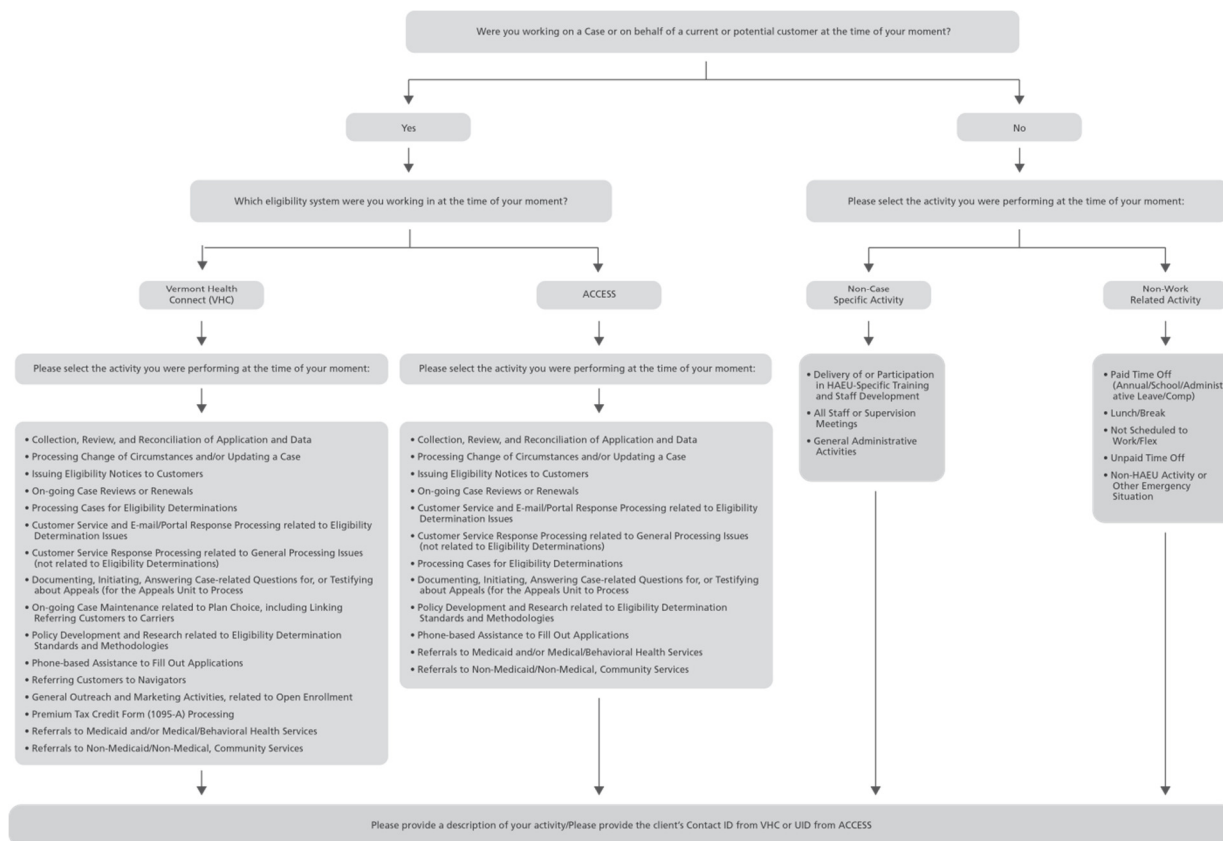 Were you working on a Case or on behalf of a current or potential customer at the time of your moment?
Yes
No
Which eligibility system were you working in at the time of your moment?
Please select the activity you were performing at the time of your moment:
Vermont Health
Connect (VHC)
ACCESS
Non-Case
Specific Activity
Non-Work
Related Activity
Please select the activity you were performing at the time of your moment:
Please select the activity you were performing at the time of your moment:
• Collection, Review, and Reconciliation of Application and Data
• Processing Change of Circumstances and/or Updating a Case
• Issuing Eligibility Notices to Customers
• On-going Case Reviews or Renewals
• Processing Cases for Eligibility Determinations
• Customer Service and E-mail/Portal Response Processing related to Eligibility
Determination Issues
• Customer Service Response Processing related to General Processing Issues
(not related to Eligibility Determinations)
• Documenting, Initiating, Answering Case-related Questions for, or Testifying
about Appeals (for the Appeals Unit to Process
• On-going Case Maintenance related to Plan Choice, including Linking
Referring Customers to Carriers
• Policy Development and Research related to Eligibility Determination
Standards and Methodologies
• Phone-based Assistance to Fill Out Applications
• Referring Customers to Navigators
• General Outreach and Marketing Activities, related to Open Enrollment
• Premium Tax Credit Form (1095-A) Processing
• Referrals to Medicaid and/or Medical/Behavioral Health Services
• Referrals to Non-Medicaid/Non-Medical, Community Services
• Collection, Review, and Reconciliation of Application and Data
• Processing Change of Circumstances and/or Updating a Case
• Issuing Eligibility Notices to Customers
• On-going Case Reviews or Renewals
• Customer Service and E-mail/Portal Response Processing related to Eligibility
Determination Issues
• Customer Service Response Processing related to General Processing Issues
(not related to Eligibility Determinations)
• Processing Cases for Eligibility Determinations
• Documenting, Initiating, Answering Case-related Questions for, or Testifying
about Appeals (for the Appeals Unit to Process
• Policy Development and Research related to Eligibility Determination
Standards and Methodologies
• Phone-based Assistance to Fill Out Applications
• Referrals to Medicaid and/or Medical/Behavioral Health Services
• Referrals to Non-Medicaid/Non-Medical, Community Services
• Delivery of or Participation
in HAEU-Specific Training
and Staff Development
• All Staff or Supervision
Meetings
• General Administrative
Activities
• Paid Time Off
(Annual/School/Administ
ative Leave/Comp)
• Lunch/Break
• Not Scheduled to
Work/Flex
• Unpaid Time Off
• Non-HAEU Activity or
Other Emergency
Situation
Please provide a description of your activity/Please provide the client's Contact ID from VHC or UID from ACCESS